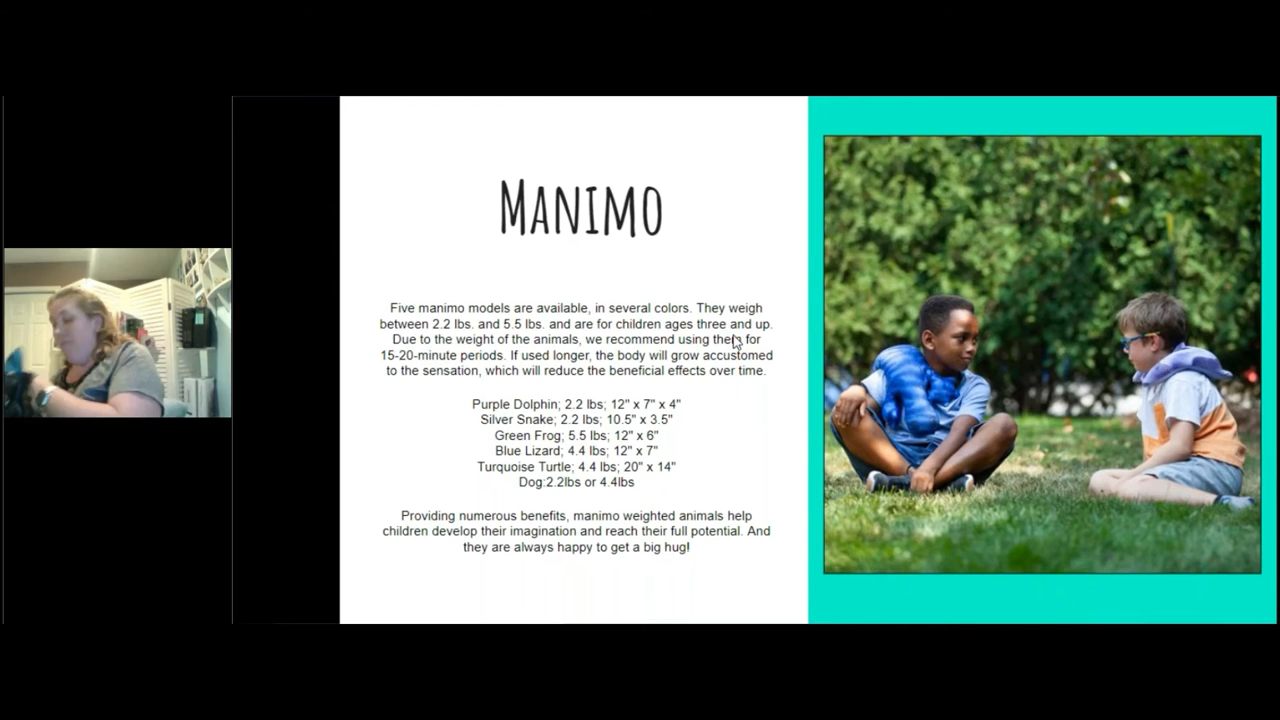 Manimo
Five manimo models are available, in several colors. They weigh
between 2.2 lbs. and 5.5 lbs. and are for children ages three and up.
Due to the weight of the animals, we recommend using them for
15-20-minute periods. If used longer, the body will grow accustomed
to the sensation, which will reduce the beneficial effects over time.
Purple Dolphin; 2.2 lbs; 12" x 7" x 4"
Silver Snake; 2.2 lbs; 10.5" x 3.5"
Green Frog; 5.5 lbs; 12" x 6"
Blue Lizard; 4.4 lbs; 12" x 7"
Turquoise Turtle; 4.4 lbs; 20" x 14"
Dog:2.2lbs or 4.4lbs
Providing numerous benefits, manimo weighted animals help
children develop their imagination and reach their full potential. And
they are always happy to get a big hug!